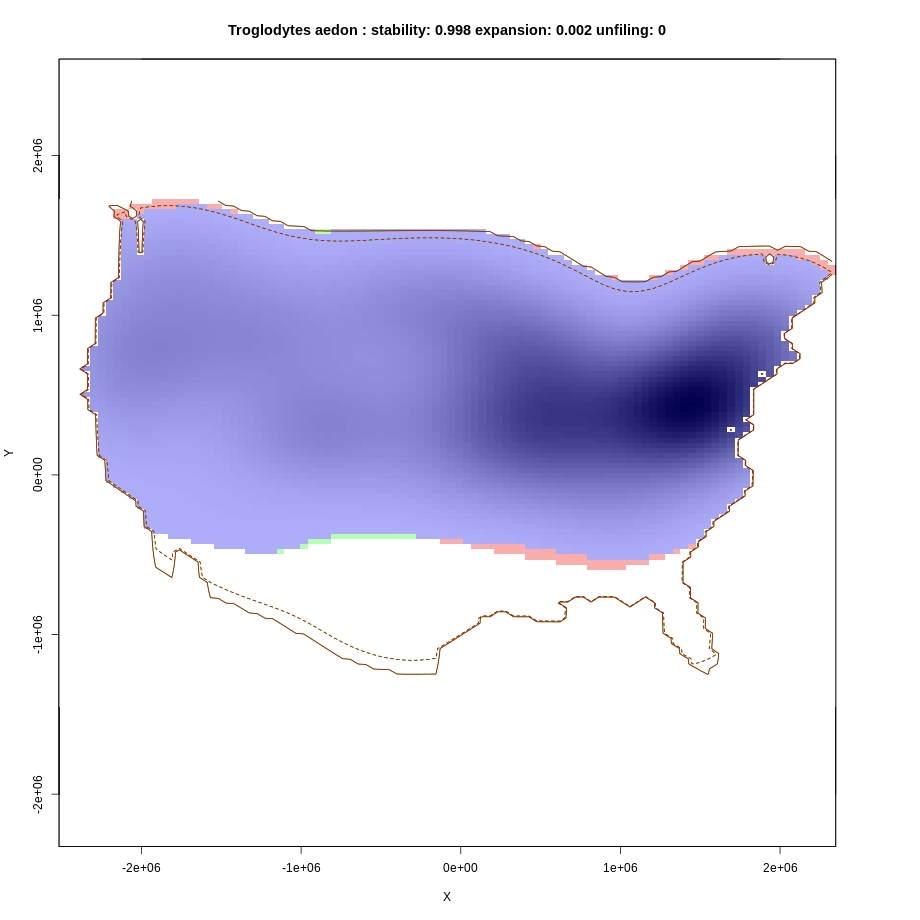 Troglodytes aedon : stability: 0.998 expansion: 0.002 unfiling: 0
2e+06
1e+06
0e+00
-1e+06
-2e+06
Y
-2e+06 -1e+06 0e+00 1e+06 2e+06
X